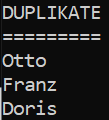 DUPLIKATE
=========
Otto
Franz
Doris